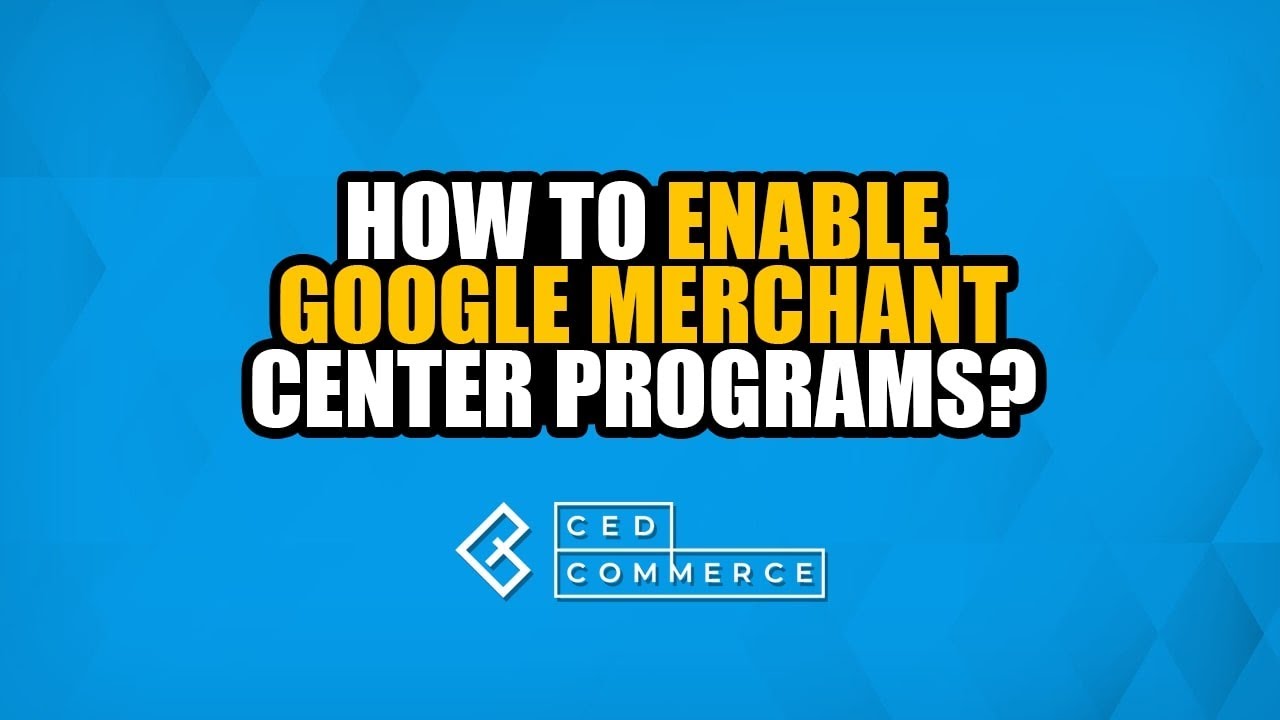 HOW TO ENABLE
GOOGLE MERCHANT
CENTER PROGRAMS?
CED
COMMERCE